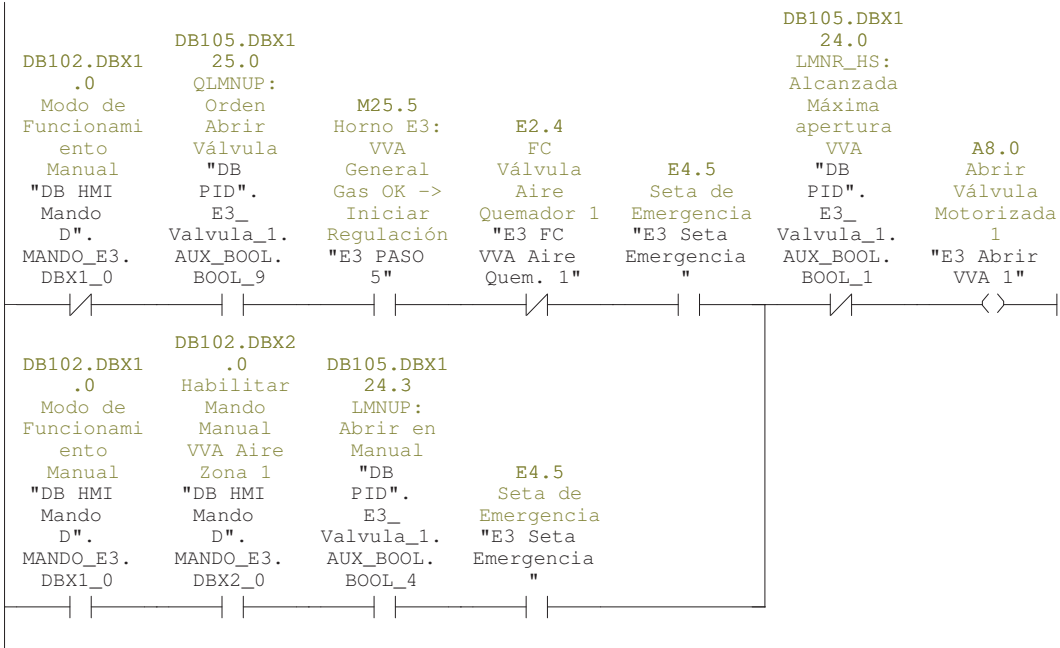 DB102.DBX1
.0
Modo de
Funcionami
ento
Manual
"DB HMI
Mando
D".
MANDO_E3.
DBX1_0
DB105.DBX1
25.0
QLMNUP:
Orden
Abrir
Válvula
"DB
PID".
E3_
Valvula_1.
AUX_BOOL.
BOOL_9
M25.5
Horno E3:
VVA
General
Gas OK ->
Iniciar
Regulación
"E3 PASO
5"
E2.4
FC
Válvula
Aire
Quemador 1
"E3 FC
VVA Aire
Quem. 1"
E4.5
Seta de
Emergencia
"E3 Seta
Emergencia
"
DB105.DBX1
24.0
LMNR_HS:
Alcanzada
Máxima
apertura
VVA
"DB
PID".
E3_
Valvula_1.
AUX_BOOL.
BOOL_1
A8.0
Abrir
Válvula
Motorizada
1
"E3 Abrir
VVA 1"
DB102.DBX1
.0
Modo de
Funcionami
ento
Manual
"DB HMI
Mando
D".
MANDO_E3.
DBX1_0
DB102.DBX2
.0
Habilitar
Mando
Manual
VVA Aire
Zona 1
"DB HMI
Mando
D".
MANDO_E3.
DBX2_0
DB105.DBX1
24.3
LMNUP:
Abrir en
Manual
"DB
PID".
E3_
Valvula_1.
AUX_BOOL.
BOOL_4
E4.5
Seta de
Emergencia
"E3 Seta
Emergencia
"